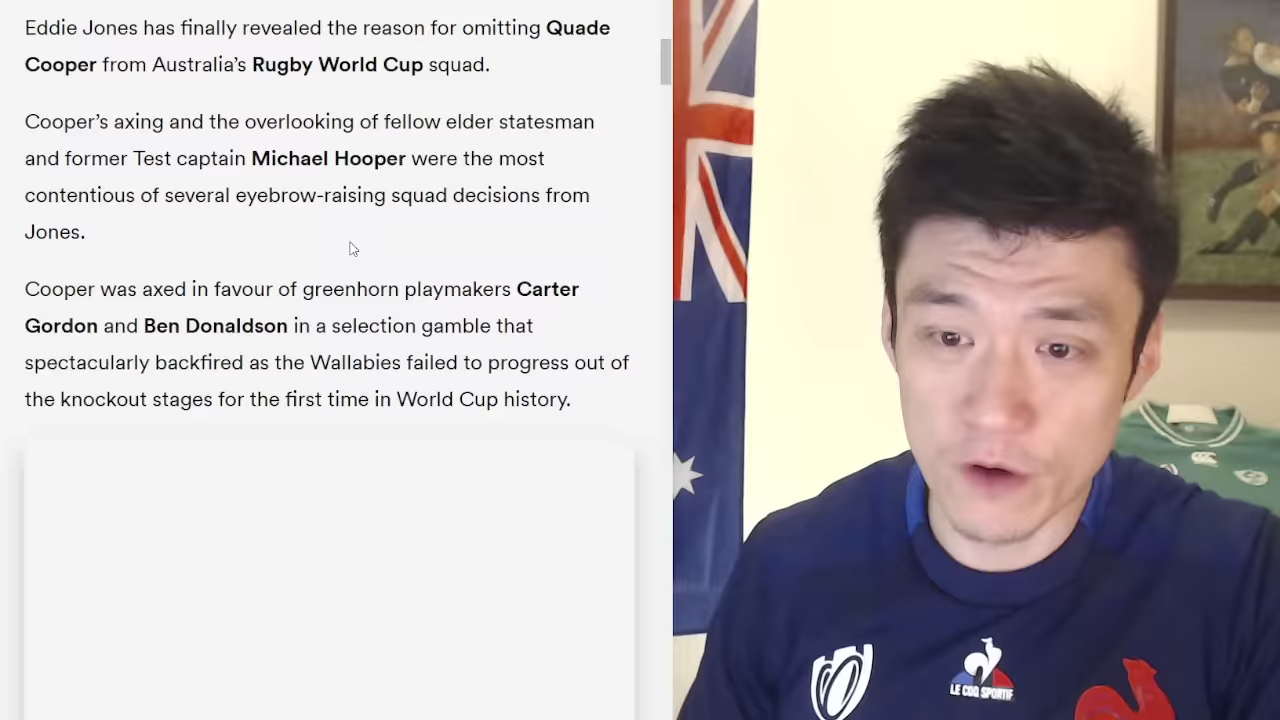 Eddie Jones has finally revealed the reason for omitting Quade
Cooper from Australia’s Rugby World Cup squad.
Cooper’s axing and the overlooking of fellow elder statesman
and former Test captain Michael Hooper were the most
contentious of several eyebrow-raising squad decisions from
Jones.
Cooper was axed in favour of greenhorn playmakers Carter
Gordon and Ben Donaldson in a selection gamble that
spectacularly backfired as the Wallabies failed to progress out of
the knockout stages for the first time in World Cup history.
LE COQ SPORTIF